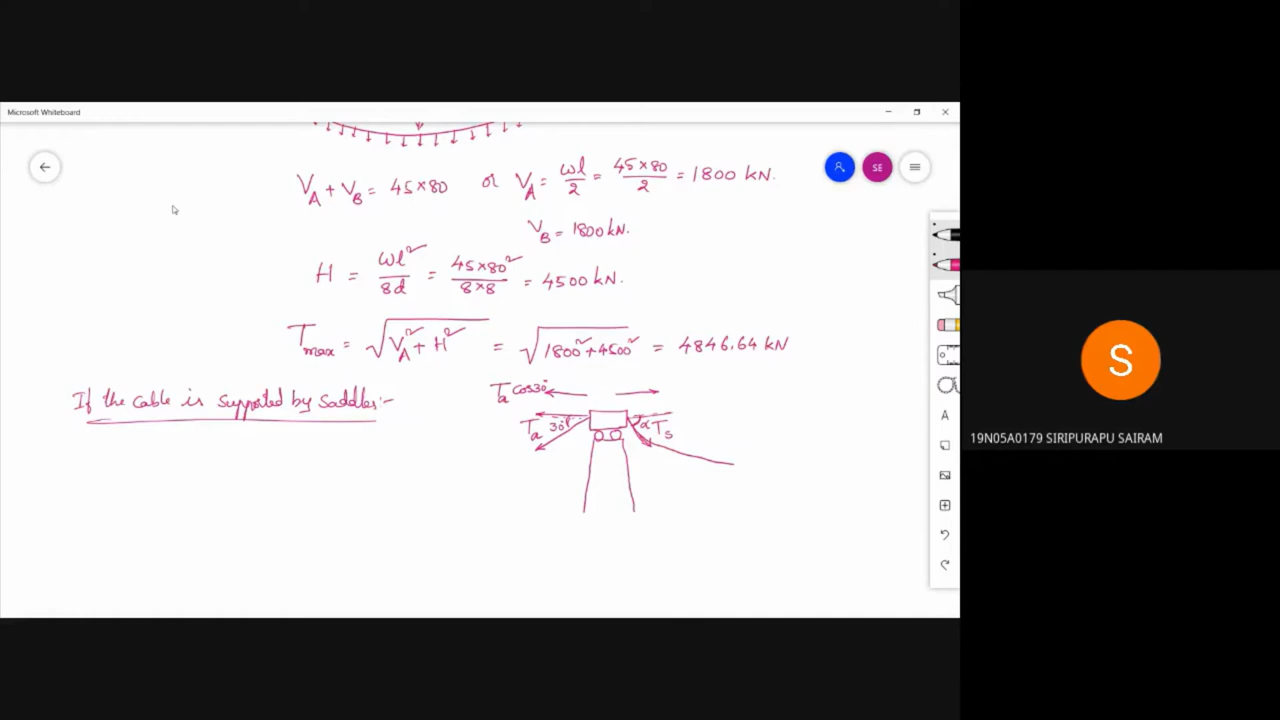 Microsoft Whiteboard
SE
V_A + V_B = 45×80 or V_A = ωl/2 = 45×80/2 = 1800 kN.
V_B = 1800 kN.
H = ωl²/8d = 45×80²/8×8 = 4500 kN.
T_max = √(V_A² + H²) = √(1800²+4500²) = 4846.64 kN
T_a cos30°
If the cable is supported by saddles:-
T_a 30° α T_s
A
S
19N05A0179 SIRIPURAPU SAIRAM